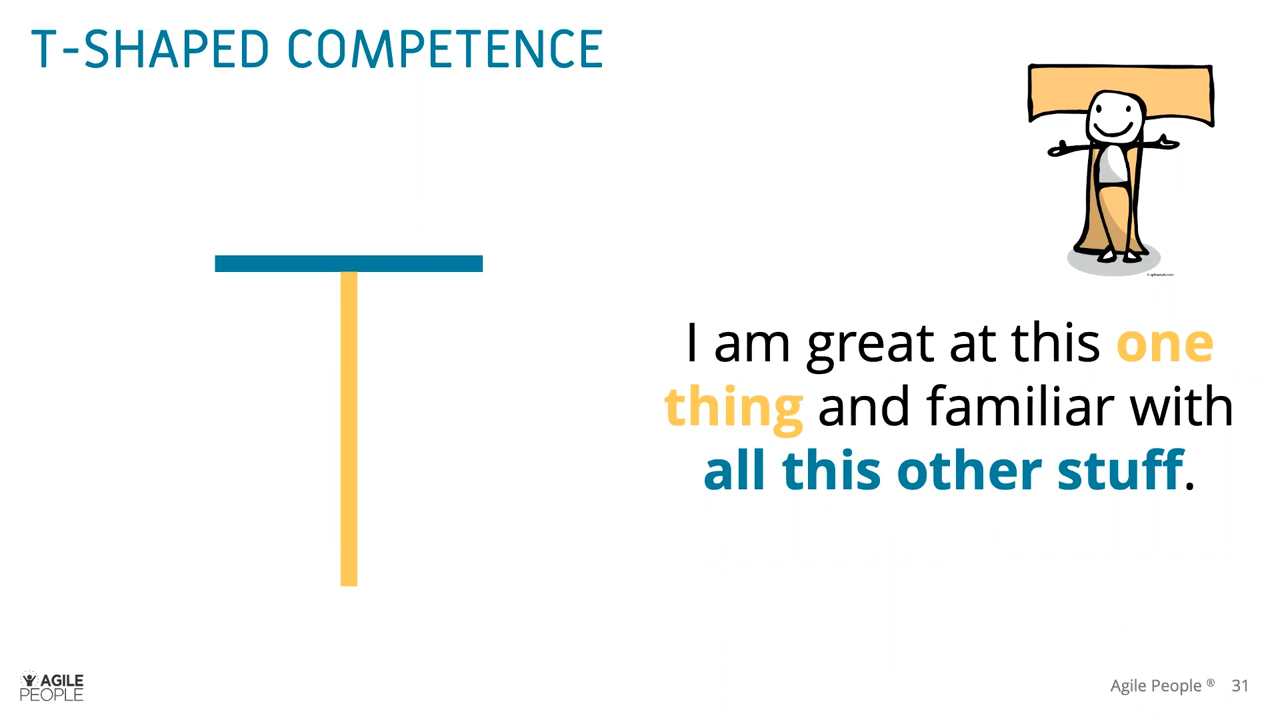 T-SHAPED COMPETENCE
I am great at this one
thing and familiar with
all this other stuff.
AGILE
PEOPLE
Agile People ® 31